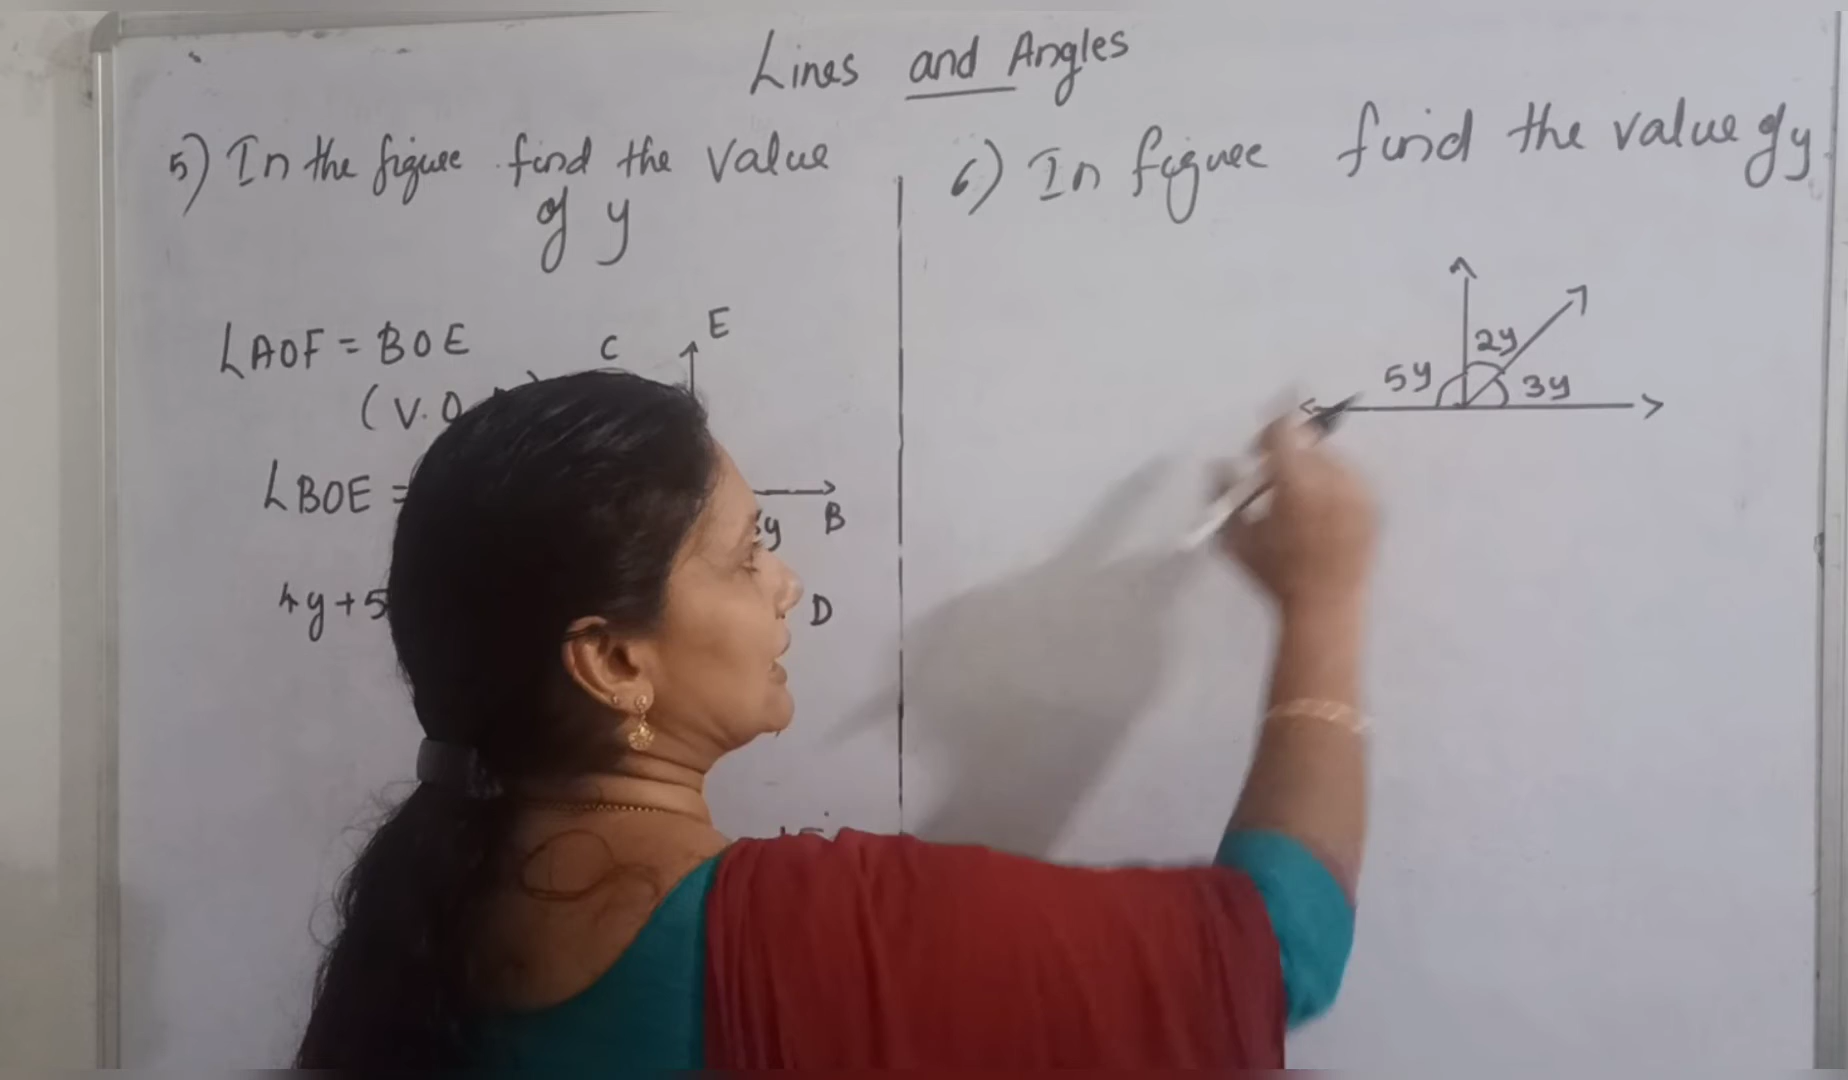 Lines and Angles
5) In the figure find the value
of y
∠AOF = BOE
(V.O
∠BOE =
4y+5
C
E
B
D
6) In figure find the value of y
5y
2y
3y